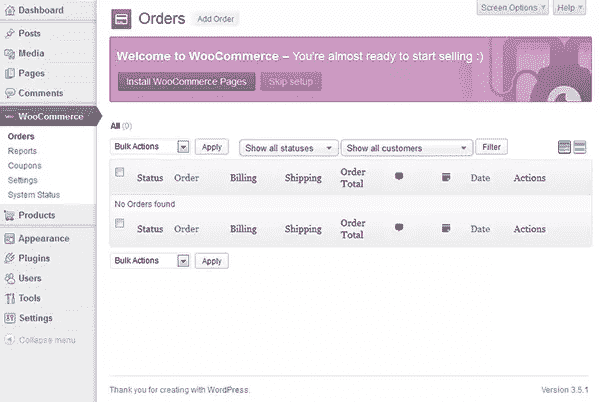 Dashboard
Posts
Media
Pages
Comments
Woo WooCommerce
Orders
Reports
Coupons
Settings
System Status
Products
Appearance
Plugins
Users
Tools
Settings
Collapse menu
Screen Options Help
Orders Add Order
Welcome to WooCommerce – You're almost ready to start selling :)
Install WooCommerce Pages Skip setup
All (0)
Bulk Actions Apply Show all statuses Show all customers Filter
Status Order Billing Shipping Order Total Date Actions
No Orders found
Status Order Billing Shipping Order Total Date Actions
Bulk Actions Apply
Thank you for creating with WordPress. Version 3.5.1